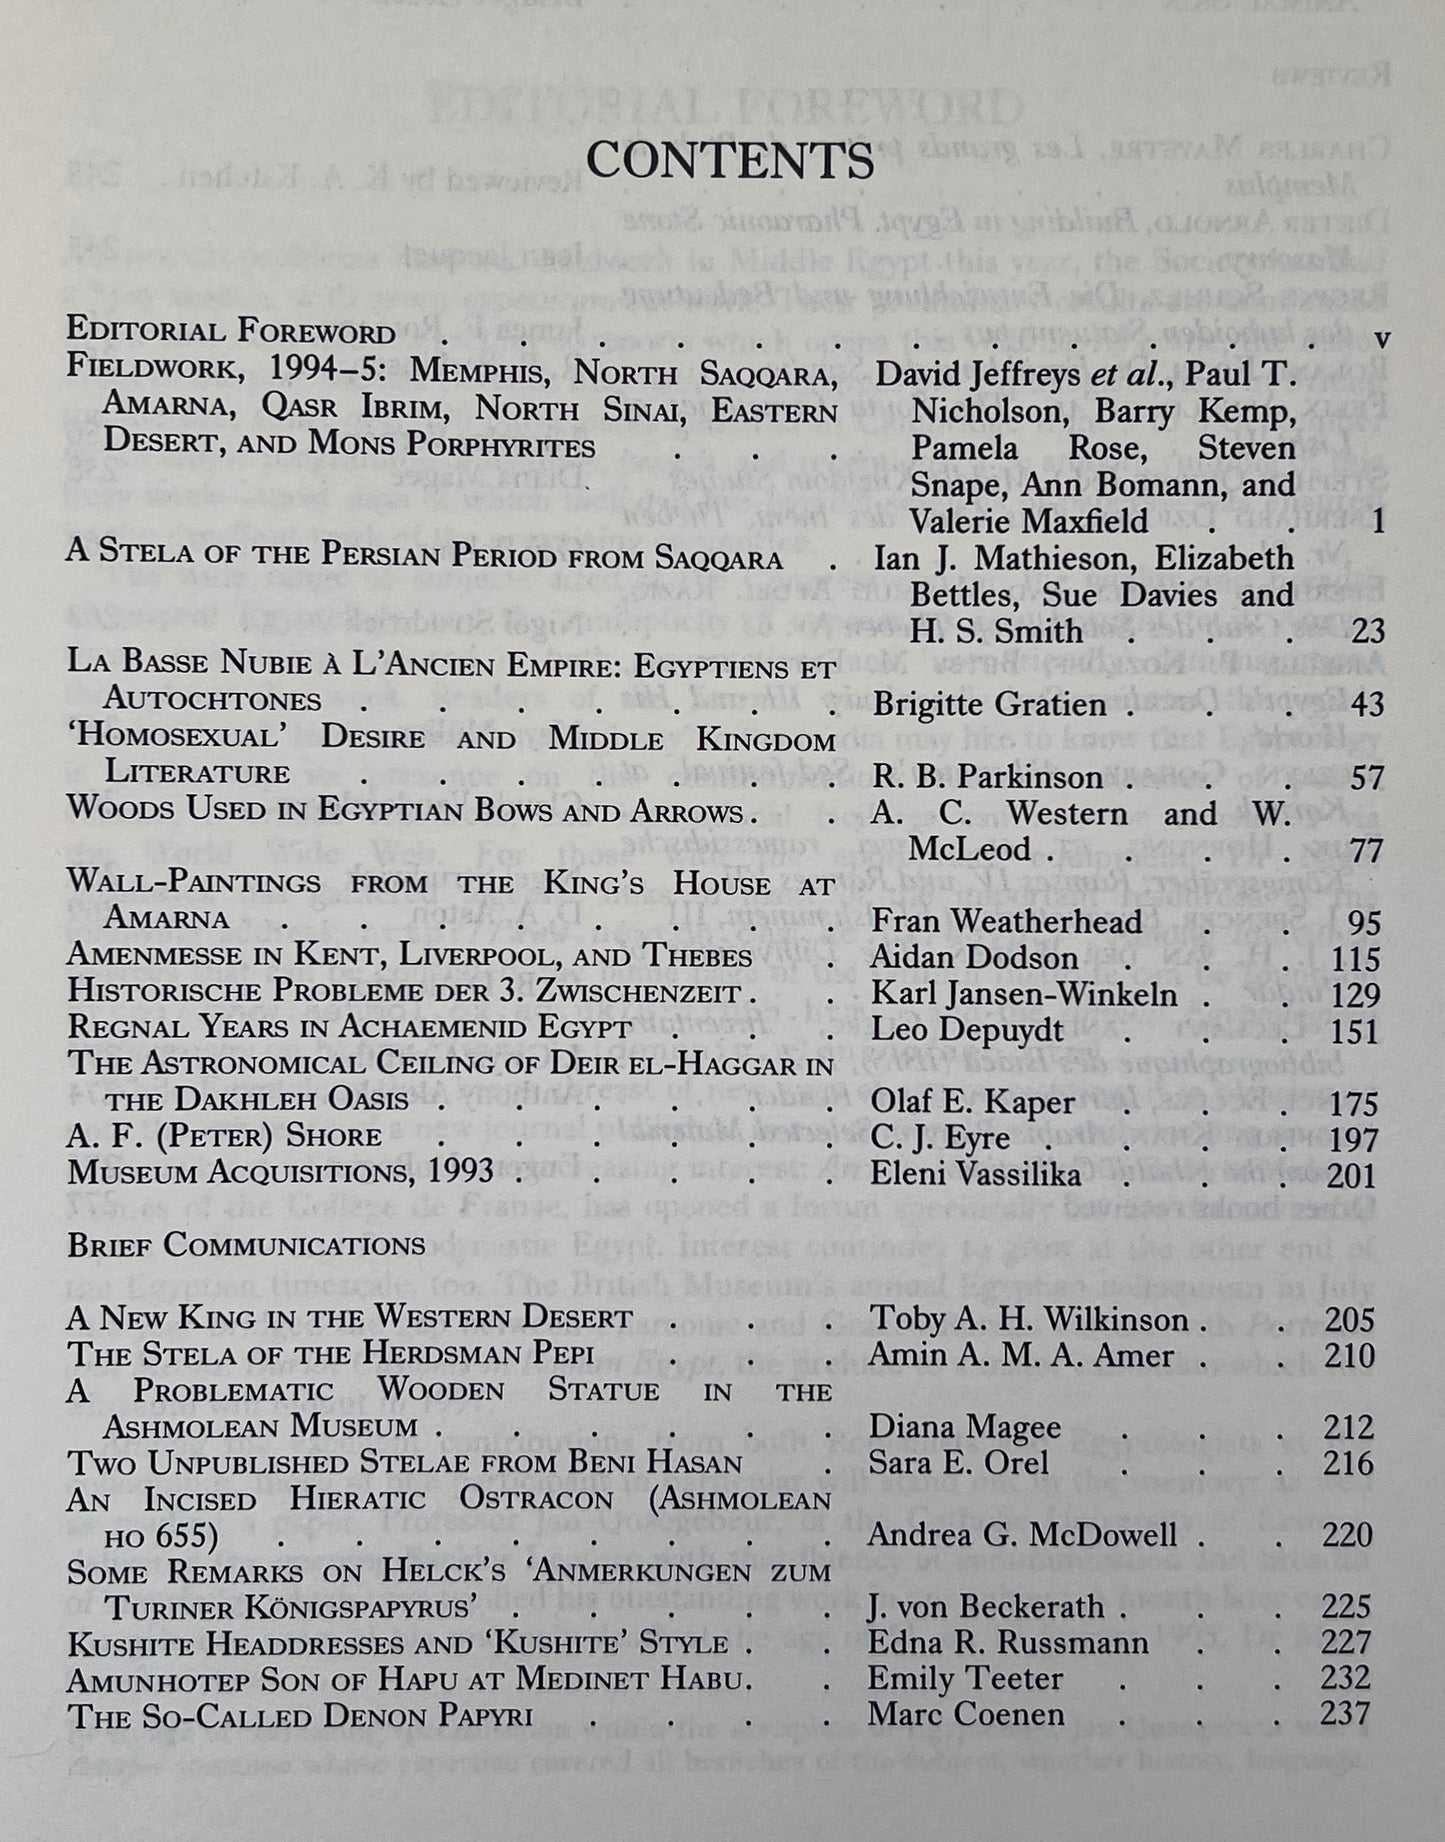 CONTENTS
Editorial Foreword . . . . . . . . . . v
Fieldwork, 1994–5: Memphis, North Saqqara, David Jeffreys et al., Paul T.
Amarna, Qasr Ibrim, North Sinai, Eastern Nicholson, Barry Kemp,
Desert, and Mons Porphyrites . . . Pamela Rose, Steven
Snape, Ann Bomann, and
Valerie Maxfield . . 1
A Stela of the Persian Period from Saqqara . Ian J. Mathieson, Elizabeth
Bettles, Sue Davies and
H. S. Smith . . . 23
La Basse Nubie à L'Ancien Empire: Egyptiens et
Autochtones . . . . . . . Brigitte Gratien . . . 43
'Homosexual' Desire and Middle Kingdom
Literature . . . . . . . R. B. Parkinson . . . 57
Woods Used in Egyptian Bows and Arrows . . A. C. Western and W.
McLeod . . . . 77
Wall-Paintings from the King's House at
Amarna . . . . . . . . Fran Weatherhead . . 95
Amenmesse in Kent, Liverpool, and Thebes . Aidan Dodson . . . 115
Historische Probleme der 3. Zwischenzeit . . Karl Jansen-Winkeln . . 129
Regnal Years in Achaemenid Egypt . . . Leo Depuydt . . . 151
The Astronomical Ceiling of Deir el-Haggar in
the Dakhleh Oasis . . . . . . Olaf E. Kaper . . . 175
A. F. (Peter) Shore . . . . . . C. J. Eyre . . . . 197
Museum Acquisitions, 1993 . . . . . Eleni Vassilika . . . 201
Brief Communications
A New King in the Western Desert . . . Toby A. H. Wilkinson . . 205
The Stela of the Herdsman Pepi . . . Amin A. M. A. Amer . . 210
A Problematic Wooden Statue in the
Ashmolean Museum . . . . . . Diana Magee . . . 212
Two Unpublished Stelae from Beni Hasan . Sara E. Orel . . . 216
An Incised Hieratic Ostracon (Ashmolean
HO 655) . . . . . . . . Andrea G. McDowell . . 220
Some Remarks on Helck's 'Anmerkungen zum
Turiner Königspapyrus' . . . . . J. von Beckerath . . . 225
Kushite Headdresses and 'Kushite' Style . . Edna R. Russmann . . 227
Amunhotep Son of Hapu at Medinet Habu . . Emily Teeter . . . 232
The So-Called Denon Papyri . . . . Marc Coenen . . . 237